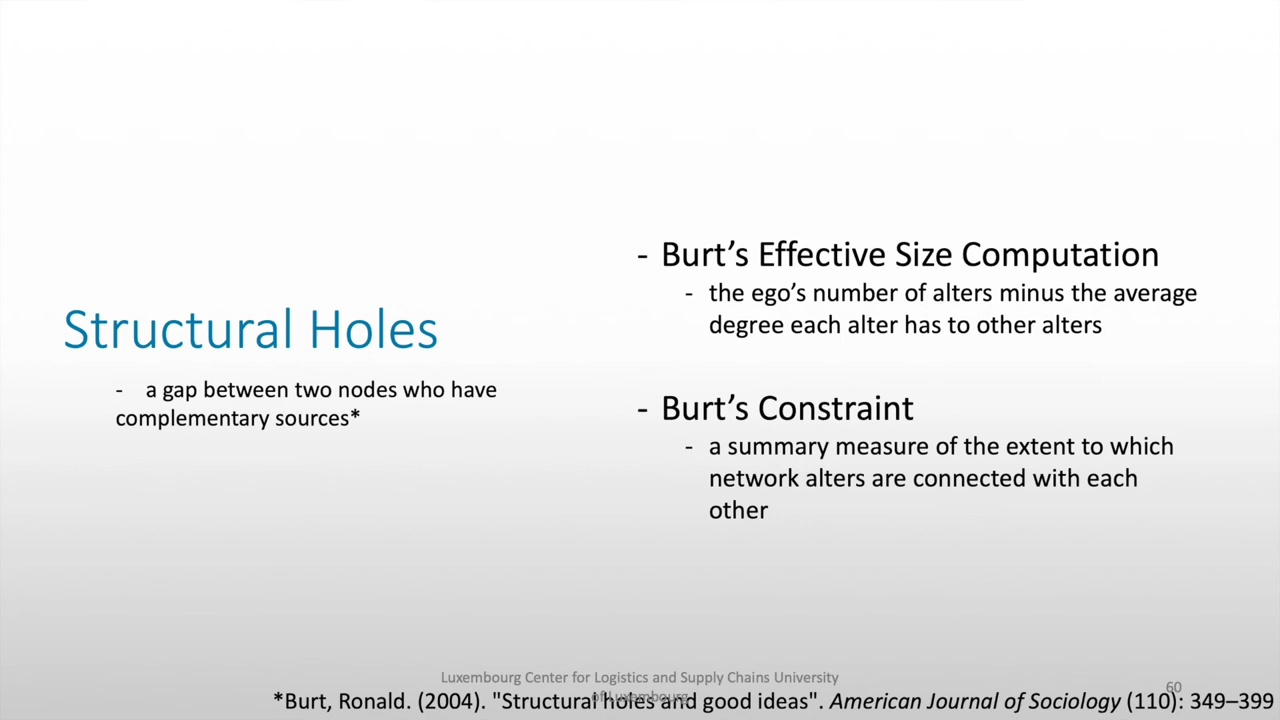 Structural Holes
- a gap between two nodes who have
complementary sources*
- Burt's Effective Size Computation
- the ego's number of alters minus the average
degree each alter has to other alters
- Burt's Constraint
- a summary measure of the extent to which
network alters are connected with each
other
Luxembourg Center for Logistics and Supply Chains University
of Luxembourg
60
*Burt, Ronald. (2004). "Structural holes and good ideas". American Journal of Sociology (110): 349–399